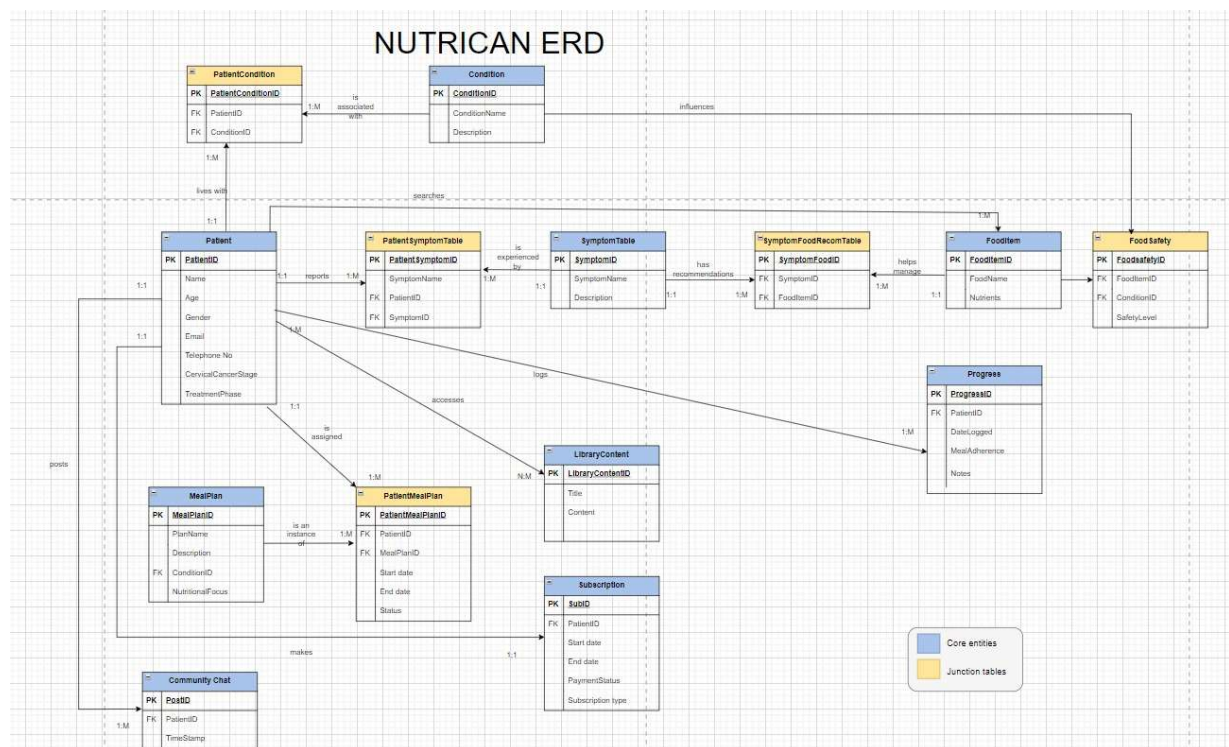 NUTRICAN ERD
PatientCondition
PK PatientConditionID
FK PatientID
FK ConditionID
1:M
is
associated
with
Condition
PK ConditionID
ConditionName
Description
influences
1:M
lives with
1:1
searches
1:M
Patient
PK PatientID
Name
Age
Gender
Email
Telephone No
CervicalCancerStage
TreatmentPhase
1:1
reports
1:M
PatientSymptomTable
PK PatientSymptomID
SymptomName
FK PatientID
FK SymptomID
is
experienced
by
1:M
1:1
SymptomTable
PK SymptomID
SymptomName
Description
has
recommendations
1:1
1:M
SymptomFoodRecomTable
PK SymptomFoodID
FK SymptomID
FK FoodItemID
helps
manage
1:M
1:1
FoodItem
PK FoodItemID
FoodName
Nutrients
FoodSafety
PK FoodsafetyID
FK FoodItemID
FK ConditionID
SafetyLevel
1:1
1:1
1:M
logs
accesses
1:M
N:M
Progress
PK ProgressID
FK PatientID
DateLogged
MealAdherence
Notes
1:1
is
assigned
1:M
posts
LibraryContent
PK LibraryContentID
Title
Content
MealPlan
PK MealPlanID
PlanName
Description
FK ConditionID
NutritionalFocus
is an
instance
of
1:M
PatientMealPlan
PK PatientMealPlanID
FK PatientID
FK MealPlanID
Start date
End date
Status
Subscription
PK SubID
FK PatientID
Start date
End date
PaymentStatus
Subscription type
makes
1:1
Core entities
Junction tables
Community Chat
PK PostID
FK PatientID
TimeStamp
1:M